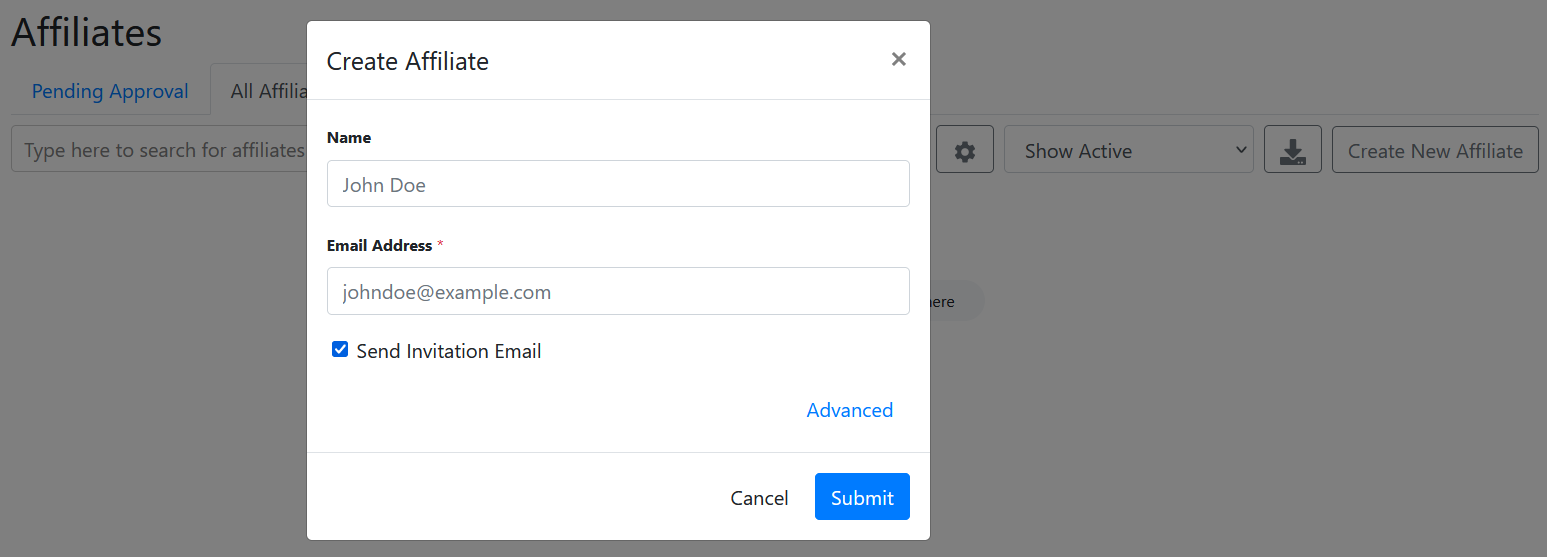 Affiliates
Pending Approval
All Affilia
Type here to search for affiliates
Show Active
Create New Affiliate
Create Affiliate
×
Name
John Doe
Email Address *
johndoe@example.com
Send Invitation Email
Advanced
Cancel
Submit
here